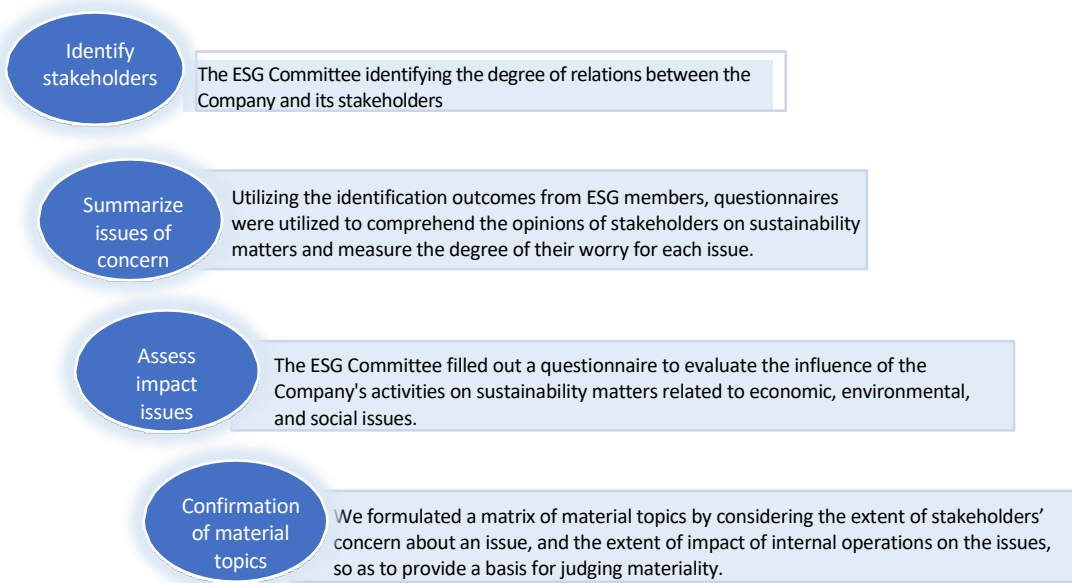 Identify
stakeholders
The ESG Committee identifying the degree of relations between the
Company and its stakeholders
Summarize
issues of
concern
Utilizing the identification outcomes from ESG members, questionnaires
were utilized to comprehend the opinions of stakeholders on sustainability
matters and measure the degree of their worry for each issue.
Assess
impact
issues
The ESG Committee filled out a questionnaire to evaluate the influence of the
Company's activities on sustainability matters related to economic, environmental,
and social issues.
Confirmation
of material
topics
We formulated a matrix of material topics by considering the extent of stakeholders’
concern about an issue, and the extent of impact of internal operations on the issues,
so as to provide a basis for judging materiality.